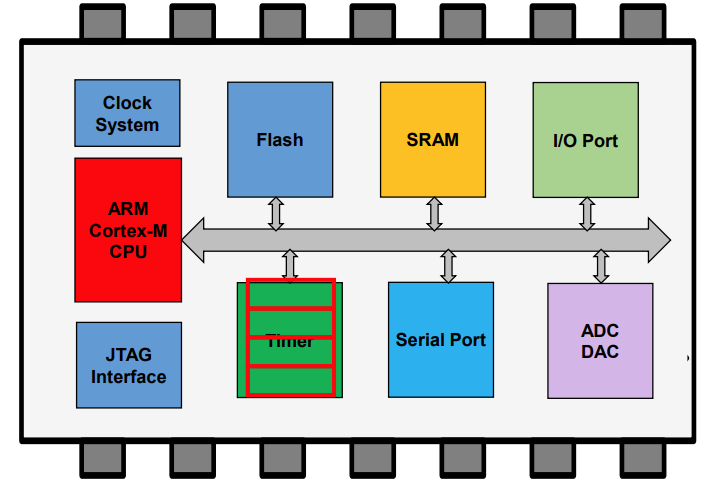 Clock
System
Flash
SRAM
I/O Port
ARM
Cortex-M
CPU
JTAG
Interface
Timer
Serial Port
ADC
DAC